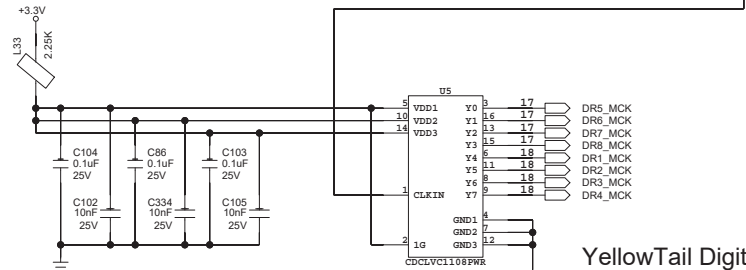 +3.3V
L33
2.25K
U5
5 VDD1 Y0 3 17 DR5_MCK
10 VDD2 Y1 16 17 DR6_MCK
14 VDD3 Y2 13 17 DR7_MCK
Y3 15 17 DR8_MCK
Y4 6 18 DR1_MCK
Y5 11 18 DR2_MCK
Y6 8 18 DR3_MCK
1 CLKIN Y7 9 18 DR4_MCK
C104 C86 C103
0.1uF 0.1uF 0.1uF
25V 25V 25V
C102 C334 C105
10nF 10nF 10nF
25V 25V 25V
GND1 4
GND2 7
2 1G GND3 12
CDCLVC1108PWR
YellowTail Digit